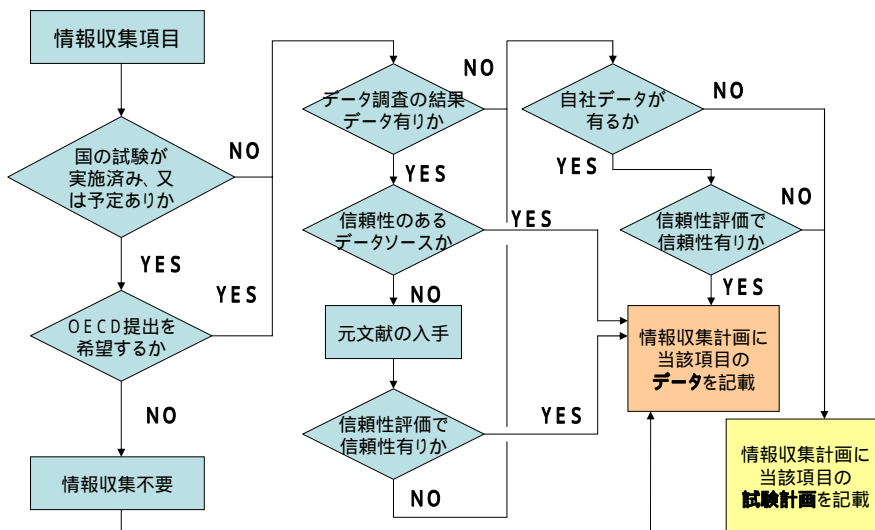 情報収集項目
国の試験が
実施済み、又
は予定ありか
NO
YES
OECD提出を
希望するか
YES
NO
情報収集不要
データ調査の結果
データ有りか
NO
YES
信頼性のある
データソースか
YES
NO
元文献の入手
信頼性評価で
信頼性有りか
YES
NO
自社データが
有るか
NO
YES
信頼性評価で
信頼性有りか
NO
YES
情報収集計画に
当該項目の
データを記載
情報収集計画に
当該項目の
試験計画を記載